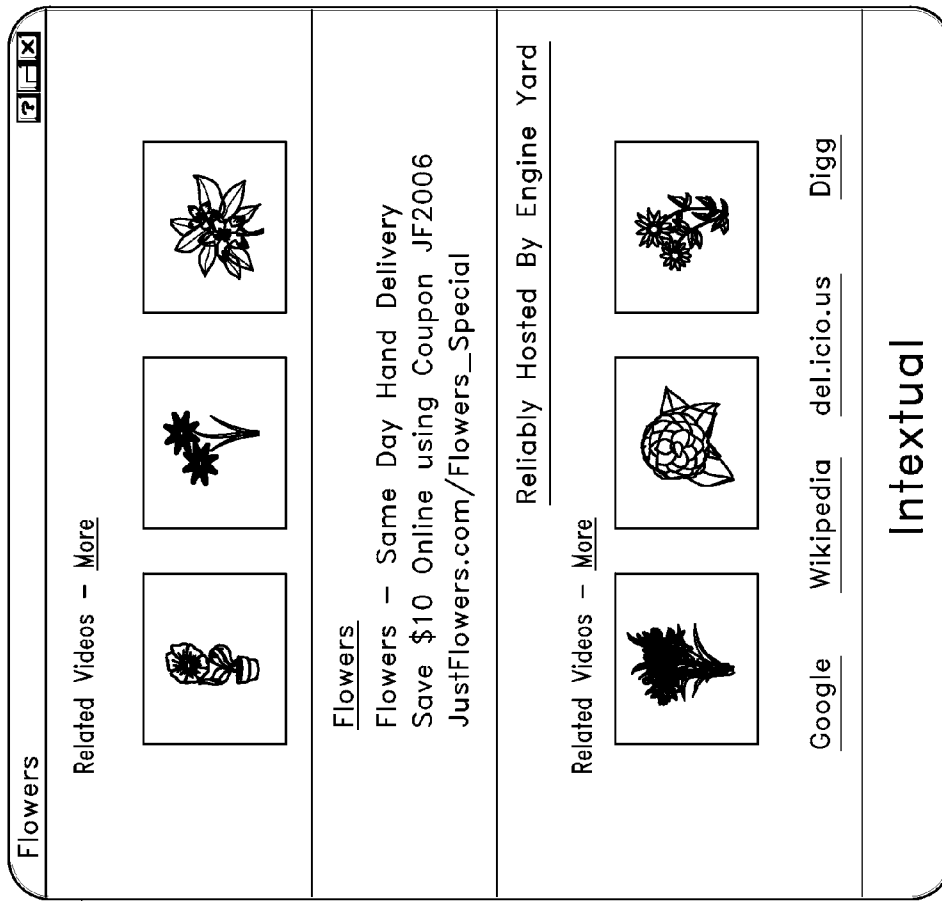 Flowers ? _ X
Related Videos – More
Flowers
Flowers – Same Day Hand Delivery
Save $10 Online using Coupon JF2006
JustFlowers.com/Flowers_Special
Reliably Hosted By Engine Yard
Related Videos – More
Google Wikipedia del.icio.us Digg
Intextual